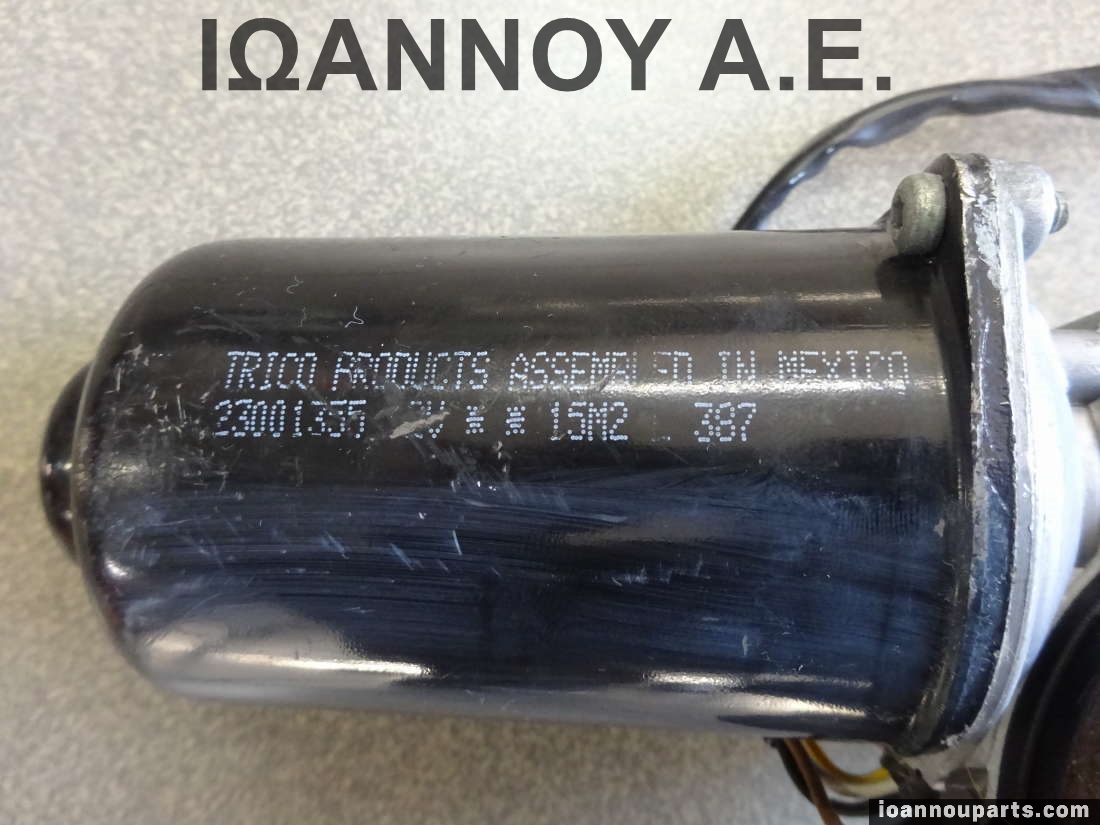 ΙΩΑΝΝΟΥ Α.Ε.
TRICO PRODUCTS ASSEMBLED IN MEXICO
23001355 * * 15M2 387
ioannouparts.com